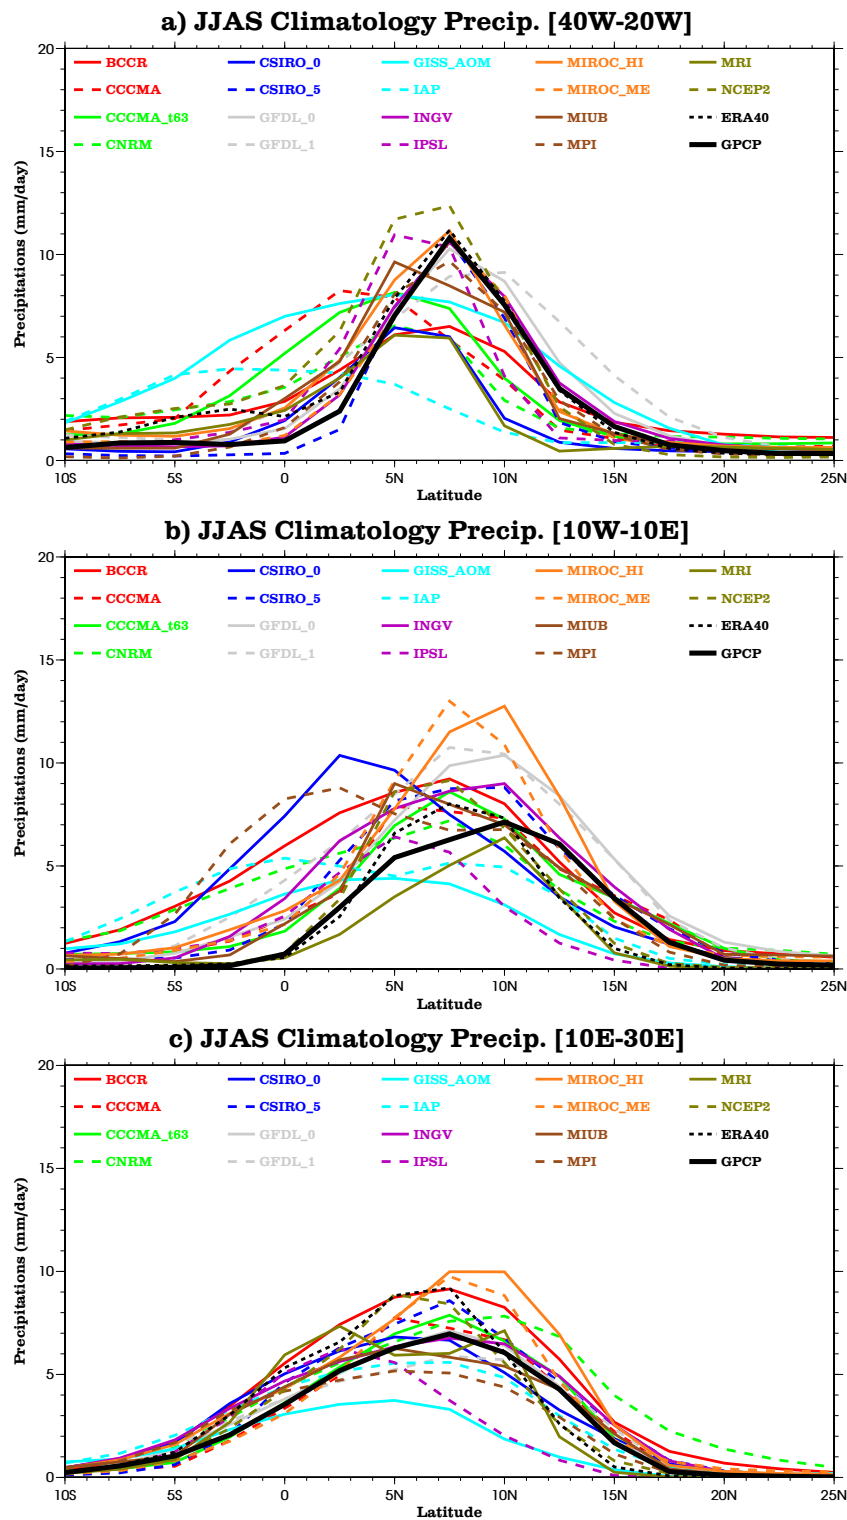 a) JJAS Climatology Precip. [40W-20W]
20
BCCR CSIRO_0 GISS_AOM MIROC_HI MRI
CCCMA CSIRO_5 IAP MIROC_ME NCEP2
CCCMA_t63 GFDL_0 INGV MIUB ERA40
CNRM GFDL_1 IPSL MPI GPCP
15
10
5
0
Precipitations (mm/day)
10S 5S 0 5N 10N 15N 20N 25N
Latitude
b) JJAS Climatology Precip. [10W-10E]
20
BCCR CSIRO_0 GISS_AOM MIROC_HI MRI
CCCMA CSIRO_5 IAP MIROC_ME NCEP2
CCCMA_t63 GFDL_0 INGV MIUB ERA40
CNRM GFDL_1 IPSL MPI GPCP
15
10
5
0
Precipitations (mm/day)
10S 5S 0 5N 10N 15N 20N 25N
Latitude
c) JJAS Climatology Precip. [10E-30E]
20
BCCR CSIRO_0 GISS_AOM MIROC_HI MRI
CCCMA CSIRO_5 IAP MIROC_ME NCEP2
CCCMA_t63 GFDL_0 INGV MIUB ERA40
CNRM GFDL_1 IPSL MPI GPCP
15
10
5
0
Precipitations (mm/day)
10S 5S 0 5N 10N 15N 20N 25N
Latitude